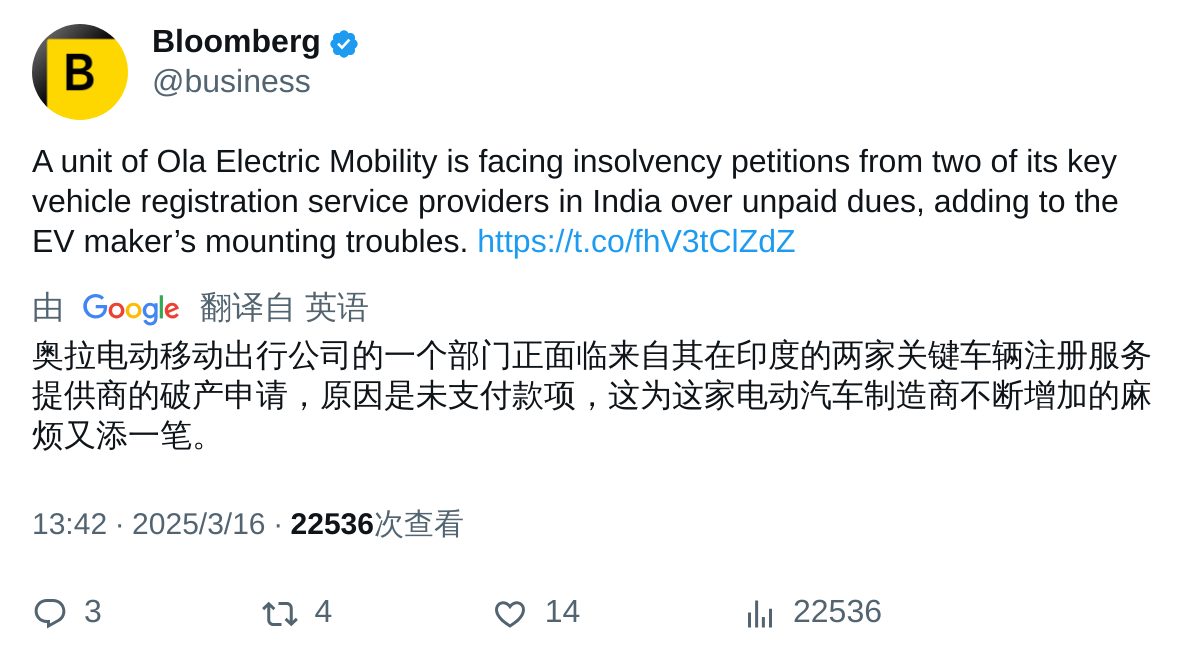 B
Bloomberg
@business
A unit of Ola Electric Mobility is facing insolvency petitions from two of its key
vehicle registration service providers in India over unpaid dues, adding to the
EV maker’s mounting troubles. https://t.co/fhV3tClZdZ
由 Google 翻译自 英语
奥拉电动移动出行公司的一个部门正面临来自其在印度的两家关键车辆注册服务
提供商的破产申请，原因是未支付款项，这为这家电动汽车制造商不断增加的麻
烦又添一笔。
13:42 · 2025/3/16 · 22536次查看
3 4 14 22536